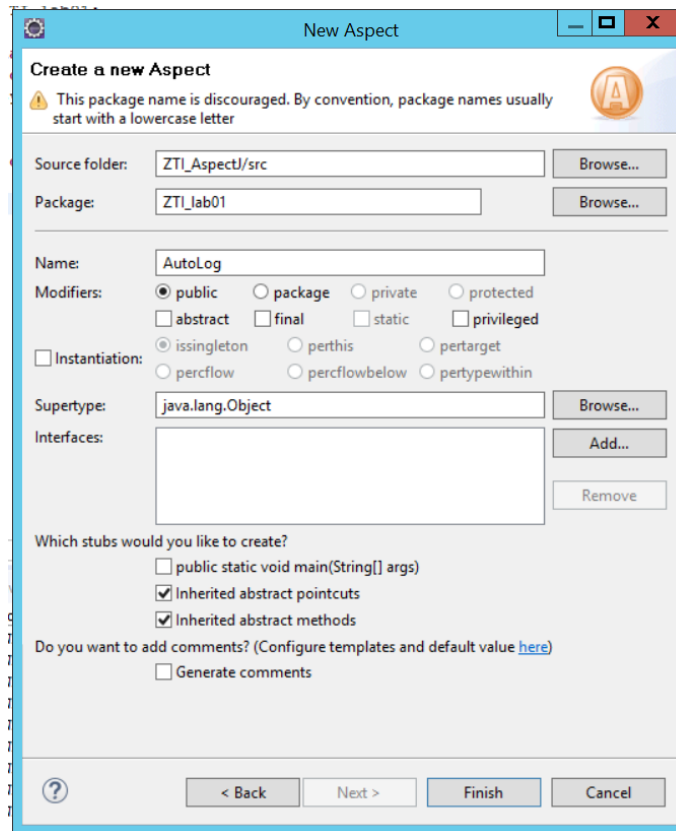 New Aspect
Create a new Aspect
This package name is discouraged. By convention, package names usually
start with a lowercase letter
Source folder: ZTI_AspectJ/src Browse...
Package: ZTI_lab01 Browse...
Name: AutoLog
Modifiers: public package private protected
abstract final static privileged
Instantiation: issingleton perthis pertarget
percflow percflowbelow pertypewithin
Supertype: java.lang.Object Browse...
Interfaces: Add...
Remove
Which stubs would you like to create?
public static void main(String[] args)
Inherited abstract pointcuts
Inherited abstract methods
Do you want to add comments? (Configure templates and default value here)
Generate comments
< Back Next > Finish Cancel